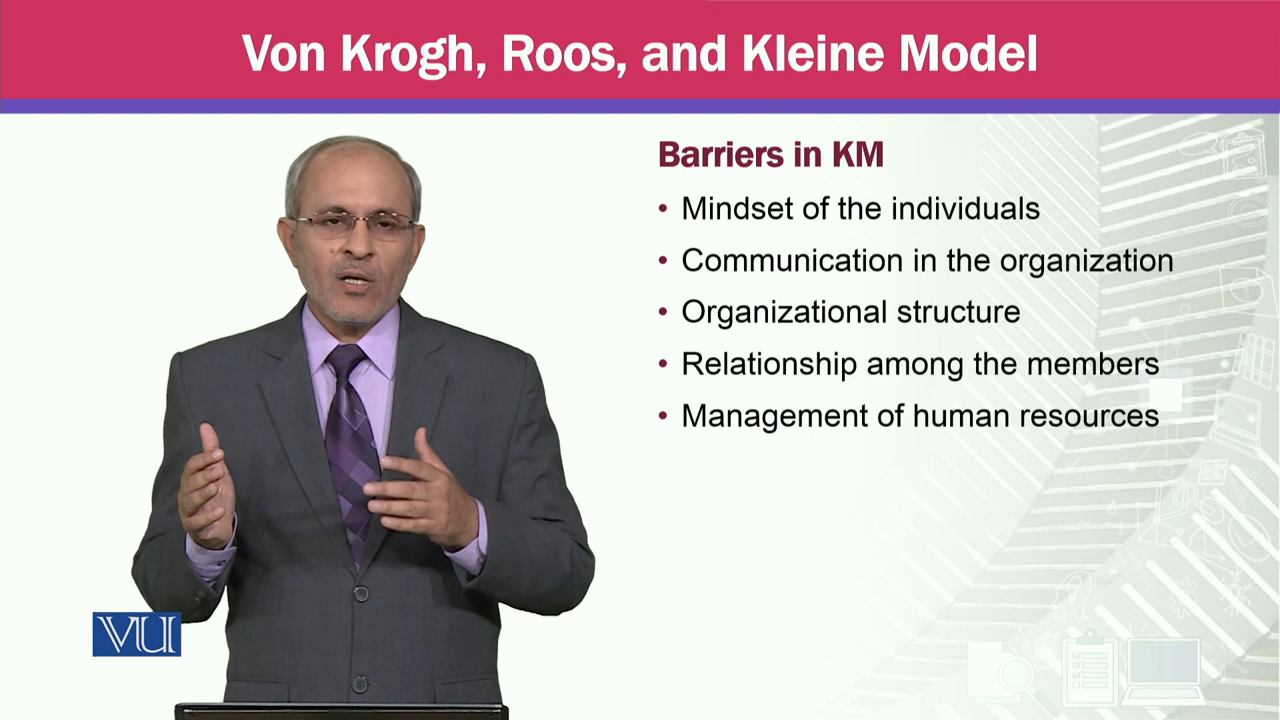 Von Krogh, Roos, and Kleine Model
Barriers in KM
• Mindset of the individuals
• Communication in the organization
• Organizational structure
• Relationship among the members
• Management of human resources
VU